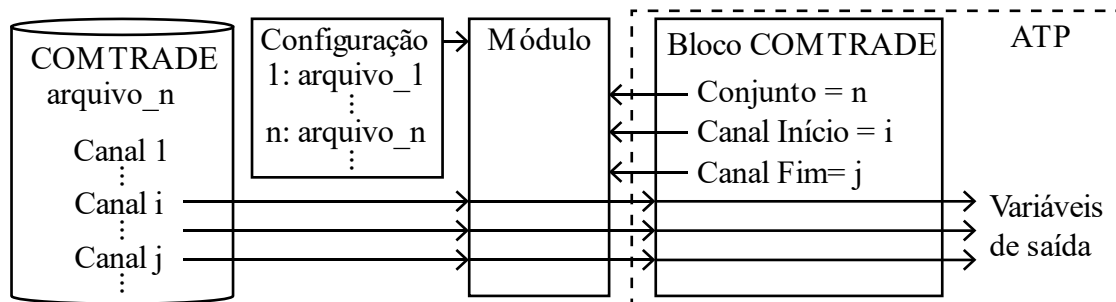 COMTRADE
arquivo_n
Canal 1
⋮
Canal i
⋮
Canal j
⋮
Configuração
1: arquivo_1
⋮
n: arquivo_n
⋮
Módulo
Bloco COMTRADE
Conjunto = n
Canal Início = i
Canal Fim= j
ATP
Variáveis
de saída